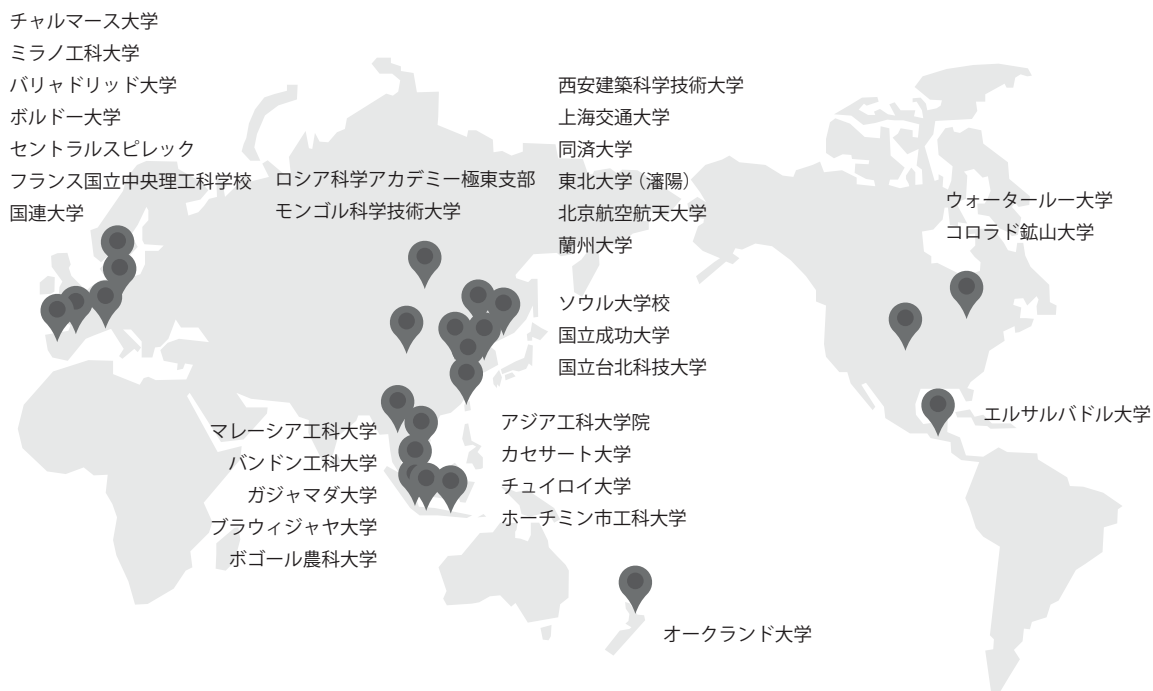 チャルマース大学
ミラノ工科大学
バリャドリッド大学
ボルドー大学
セントラルスピレック
フランス国立中央理工科学校
国連大学
ロシア科学アカデミー極東支部
モンゴル科学技術大学
西安建築科学技術大学
上海交通大学
同済大学
東北大学（瀋陽）
北京航空航天大学
蘭州大学
ソウル大学校
国立成功大学
国立台北科技大学
ウォータールー大学
コロラド鉱山大学
エルサルバドル大学
マレーシア工科大学
バンドン工科大学
ガジャマダ大学
ブラウィジャヤ大学
ボゴール農科大学
アジア工科大学院
カセサート大学
チュイロイ大学
ホーチミン市工科大学
オークランド大学